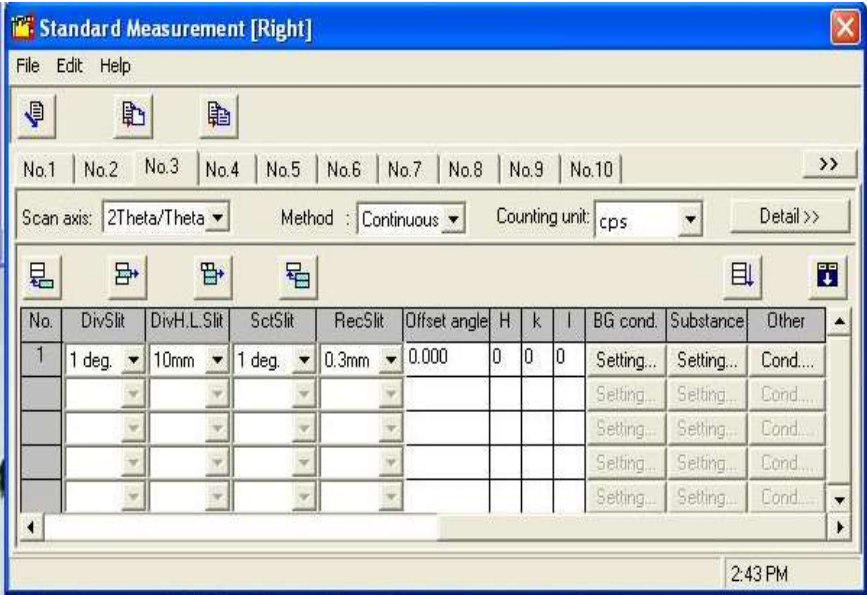 Standard Measurement [Right]
File Edit Help
No.1 No.2 No.3 No.4 No.5 No.6 No.7 No.8 No.9 No.10 >>
Scan axis: 2Theta/Theta Method : Continuous Counting unit: cps Detail >>
No. DivSlit DivH.L.Slit SctSlit RecSlit Offset angle H k l BG cond. Substance Other
1 1 deg. 10mm 1 deg. 0.3mm 0.000 0 0 0 Setting... Setting... Cond....
Setting... Setting... Cond....
Setting... Setting... Cond....
Setting... Setting... Cond....
Setting... Setting... Cond....
2:43 PM